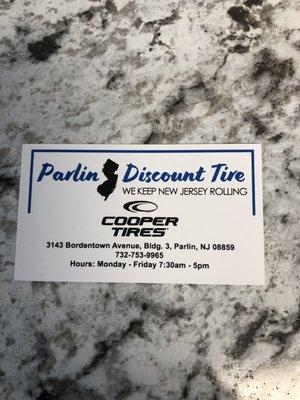 Parlin Discount Tire
WE KEEP NEW JERSEY ROLLING
COOPER
TIRES
3143 Bordentown Avenue, Bldg. 3, Parlin, NJ 08859
732-753-9965
Hours: Monday - Friday 7:30am - 5pm